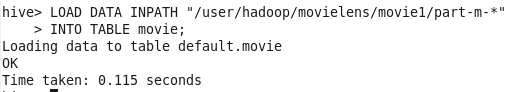 hive> LOAD DATA INPATH "/user/hadoop/movielens/movie1/part-m-*"
    > INTO TABLE movie;
Loading data to table default.movie
OK
Time taken: 0.115 seconds